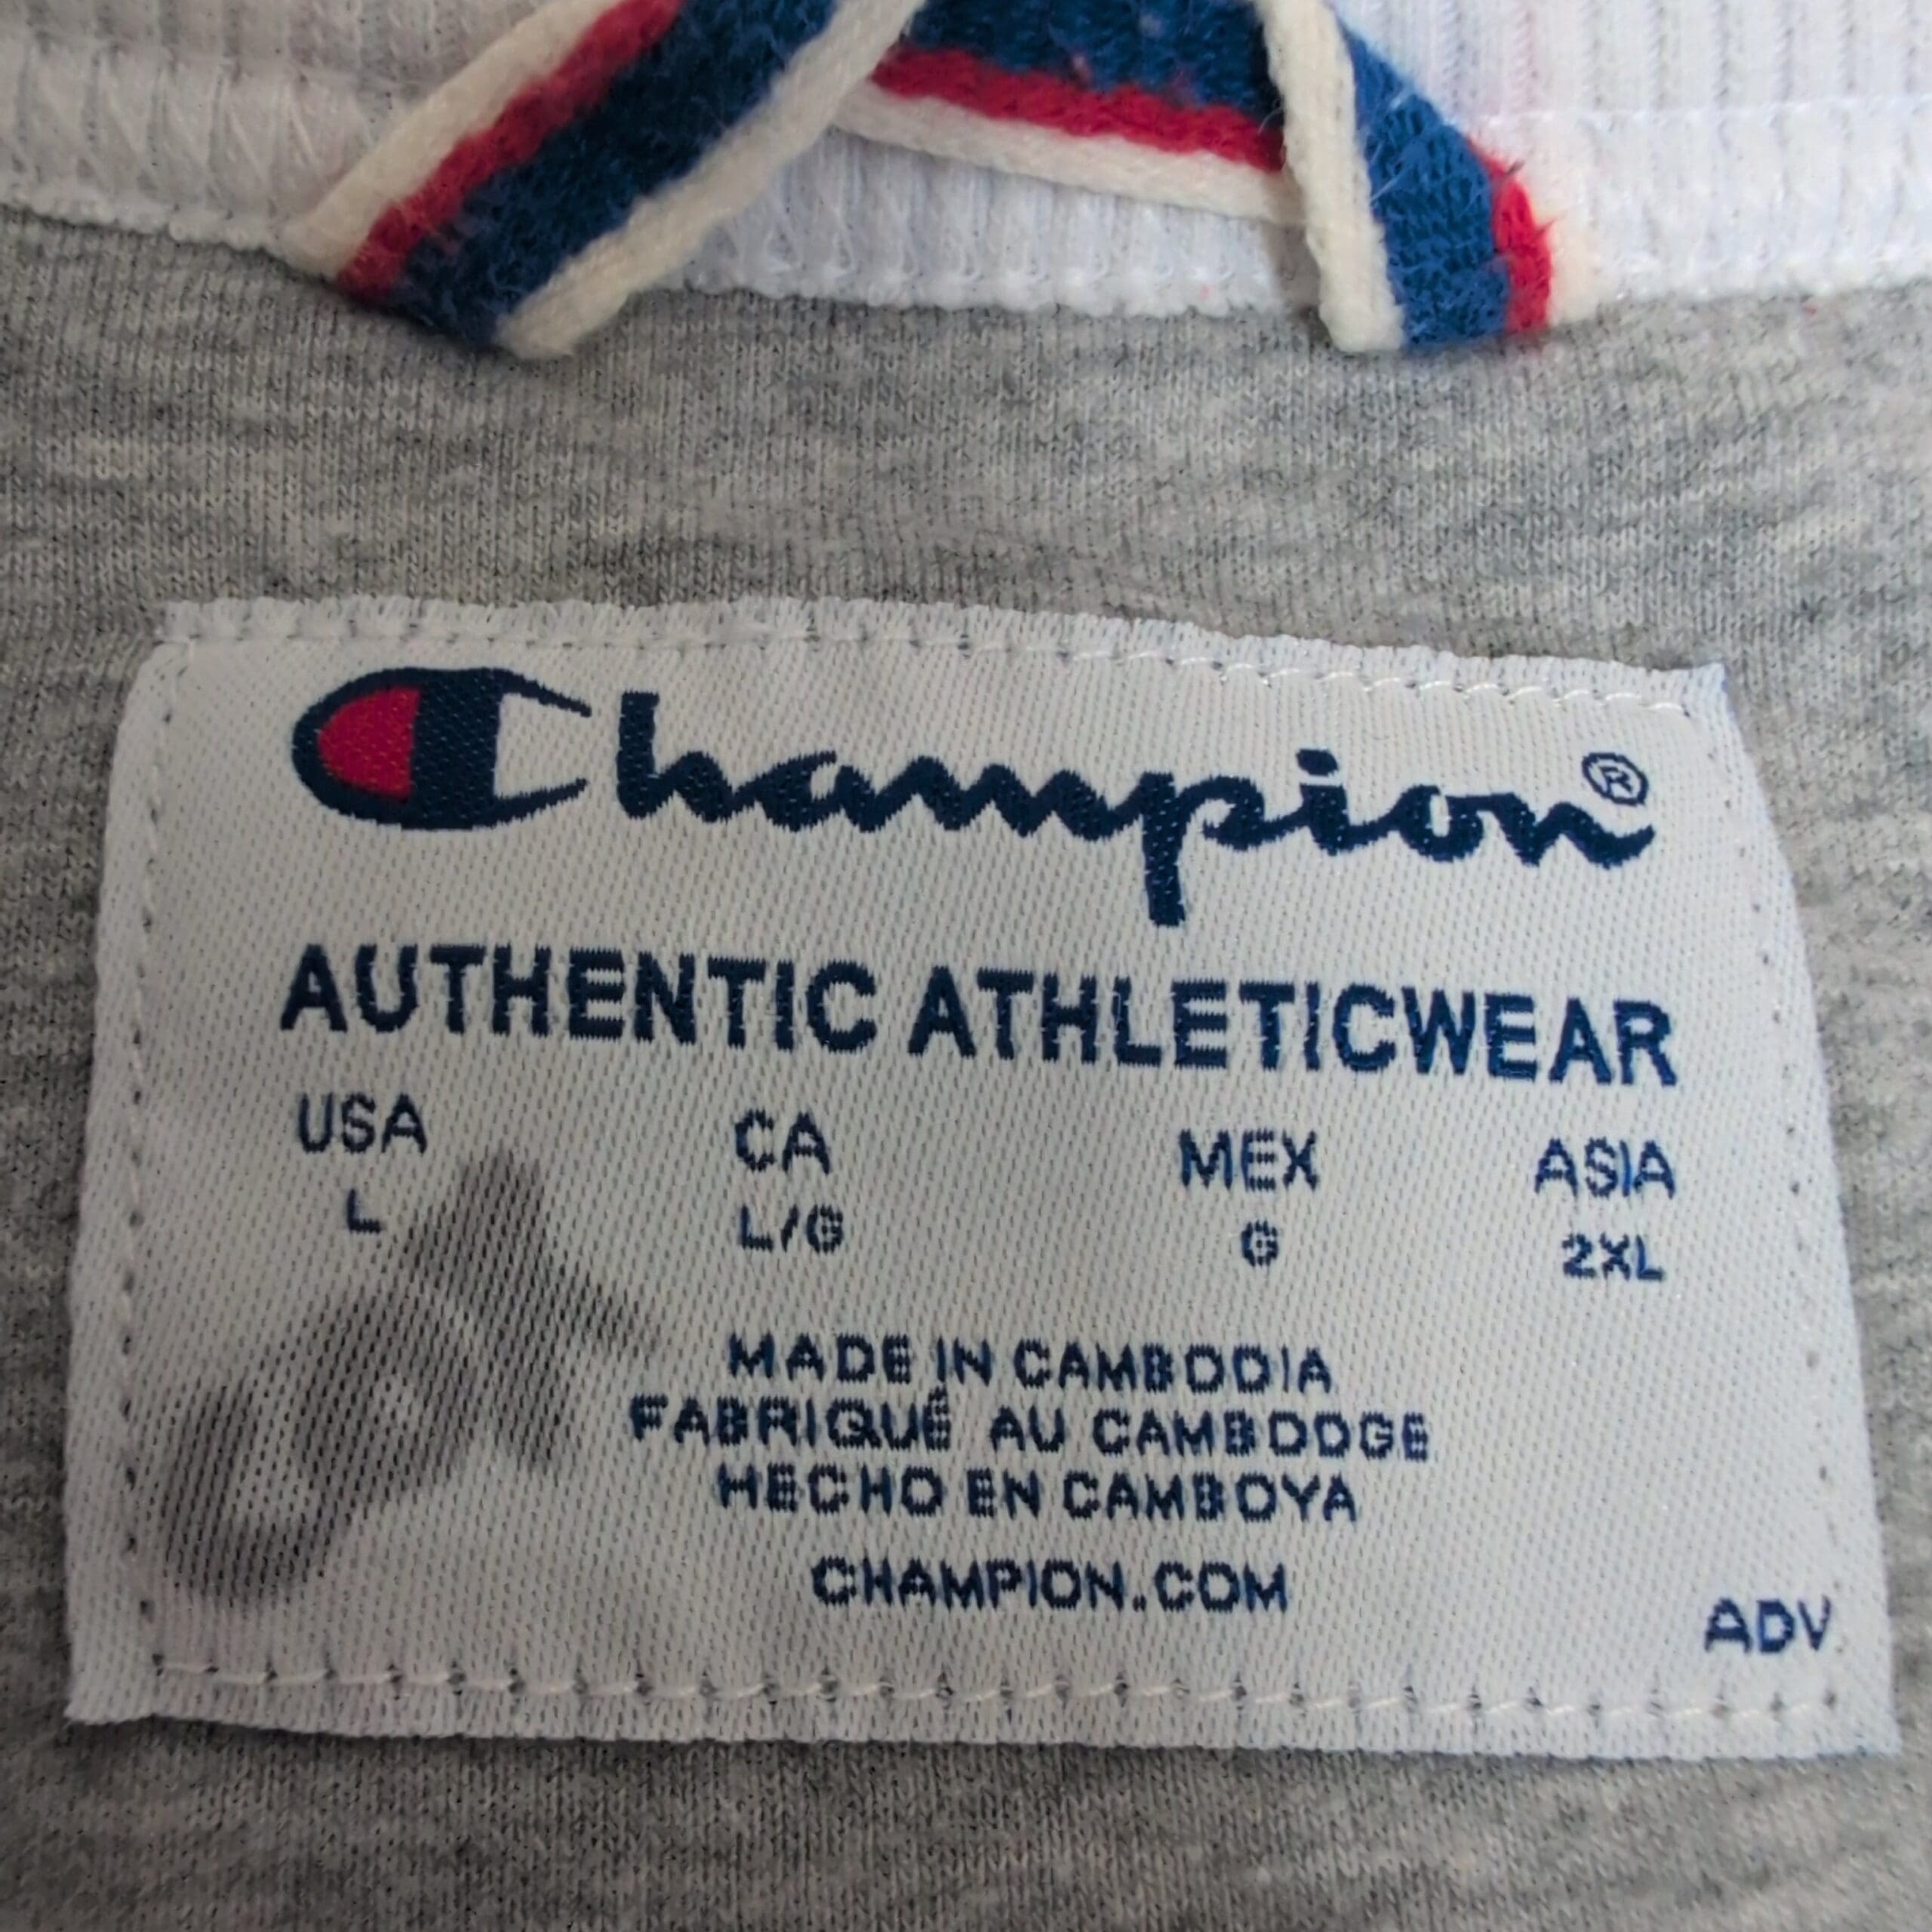 Champion®
AUTHENTIC ATHLETICWEAR
USA CA MEX ASIA
L L/G G 2XL
MADE IN CAMBODIA
FABRIQUÉ AU CAMBODGE
HECHO EN CAMBOYA
CHAMPION.COM
ADV